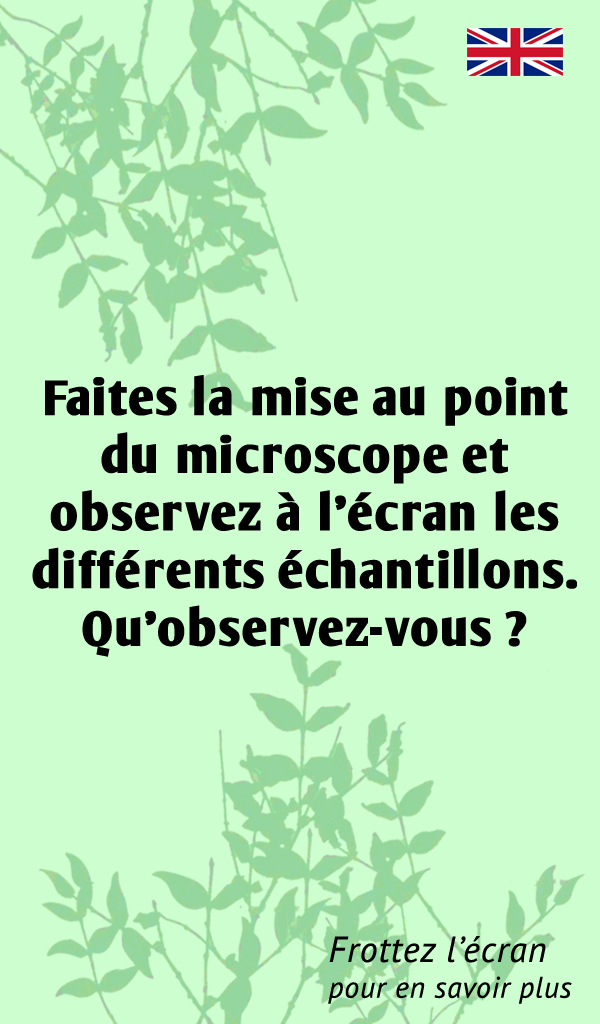 Faites la mise au point
du microscope et
observez à l’écran les
différents échantillons.
Qu’observez-vous ?
Frottez l’écran
pour en savoir plus